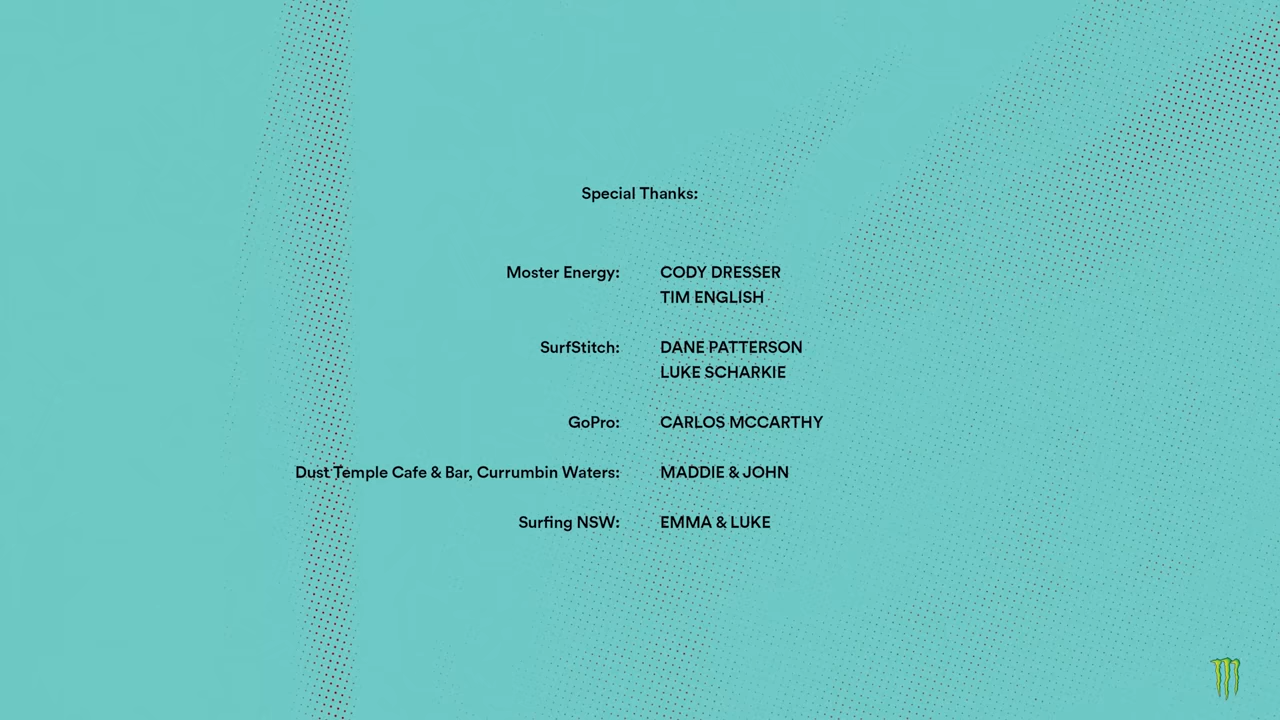 Special Thanks:
Moster Energy: CODY DRESSER
TIM ENGLISH
SurfStitch: DANE PATTERSON
LUKE SCHARKIE
GoPro: CARLOS MCCARTHY
Dust Temple Cafe & Bar, Currumbin Waters: MADDIE & JOHN
Surfing NSW: EMMA & LUKE